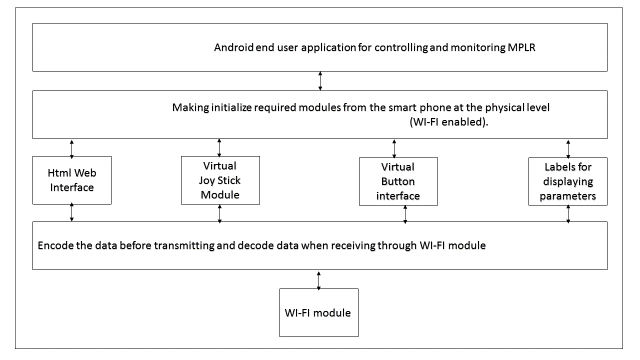 Android end user application for controlling and monitoring MPLR
Making initialize required modules from the smart phone at the physical level
(WI-FI enabled).
Html Web
Interface
Virtual
Joy Stick
Module
Virtual
Button
interface
Labels for
displaying
parameters
Encode the data before transmitting and decode data when receiving through WI-FI module
WI-FI module